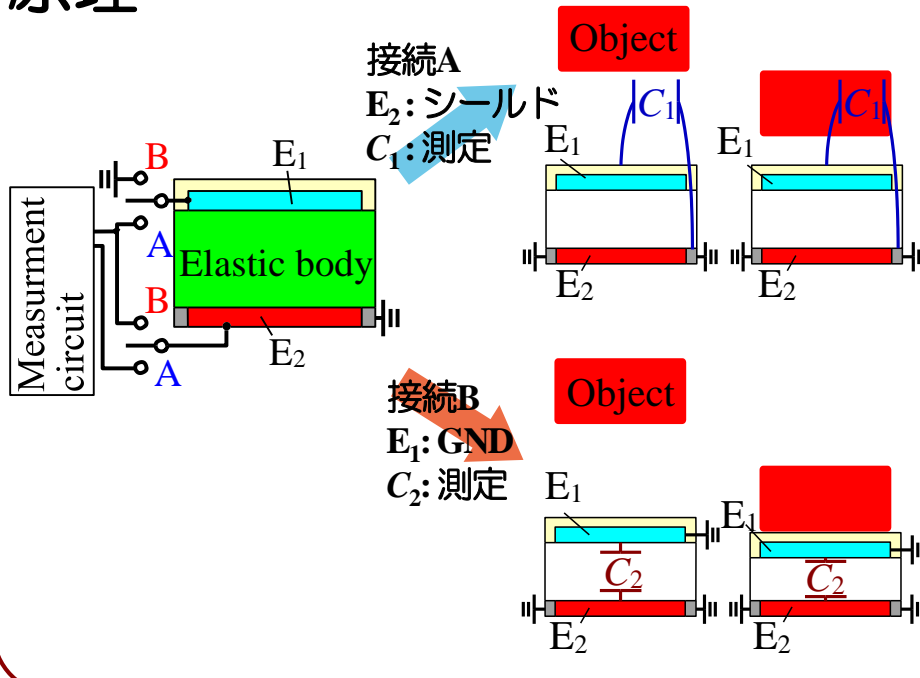 原理
接続A
E2: シールド
C1: 測定
Object
C1
C1
E1
E1
E2
E2
B
A
B
A
E1
Elastic body
E2
Measurment
circuit
接続B
E1: GND
C2: 測定
Object
E1
E1
C2
C2
E2
E2